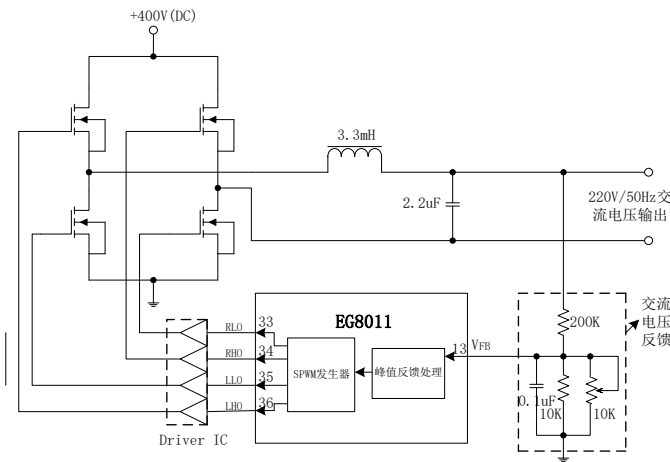 +400V(DC)
3.3mH
2.2uF
220V/50Hz交
流电压输出
EG8011
交流
电压
反馈
200K
RLO
33
RHO
34
LLO
35
LHO
36
SPWM发生器
峰值反馈处理
13
VFB
0.1uF
10K
10K
Driver IC